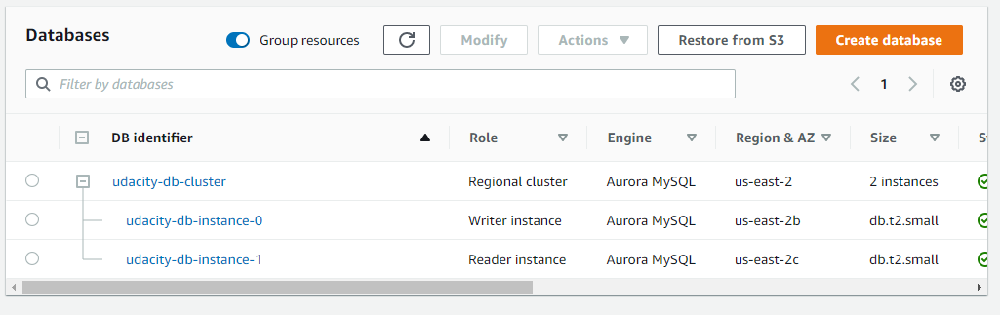 Databases
Group resources
Modify
Actions
Restore from S3
Create database
Filter by databases
1
DB identifier Role Engine Region & AZ Size
udacity-db-cluster Regional cluster Aurora MySQL us-east-2 2 instances
udacity-db-instance-0 Writer instance Aurora MySQL us-east-2b db.t2.small
udacity-db-instance-1 Reader instance Aurora MySQL us-east-2c db.t2.small